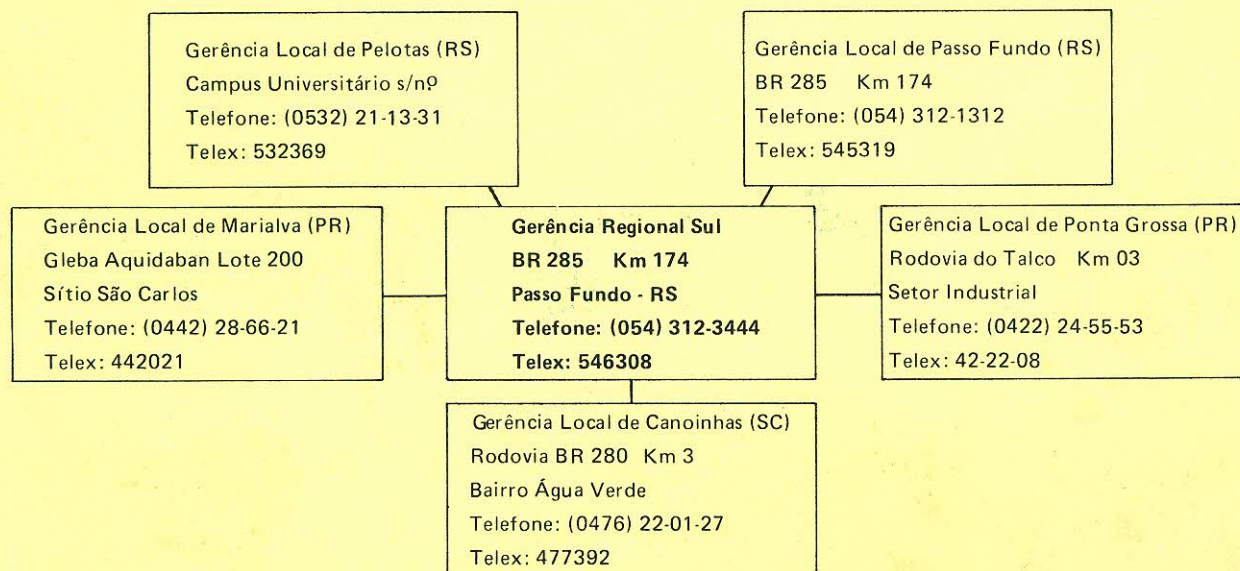 Gerência Local de Pelotas (RS)
Campus Universitário s/nº
Telefone: (0532) 21-13-31
Telex: 532369
Gerência Local de Passo Fundo (RS)
BR 285 Km 174
Telefone: (054) 312-1312
Telex: 545319
Gerência Local de Marialva (PR)
Gleba Aquidaban Lote 200
Sítio São Carlos
Telefone: (0442) 28-66-21
Telex: 442021
Gerência Regional Sul
BR 285 Km 174
Passo Fundo - RS
Telefone: (054) 312-3444
Telex: 546308
Gerência Local de Ponta Grossa (PR)
Rodovia do Talco Km 03
Setor Industrial
Telefone: (0422) 24-55-53
Telex: 42-22-08
Gerência Local de Canoinhas (SC)
Rodovia BR 280 Km 3
Bairro Água Verde
Telefone: (0476) 22-01-27
Telex: 477392